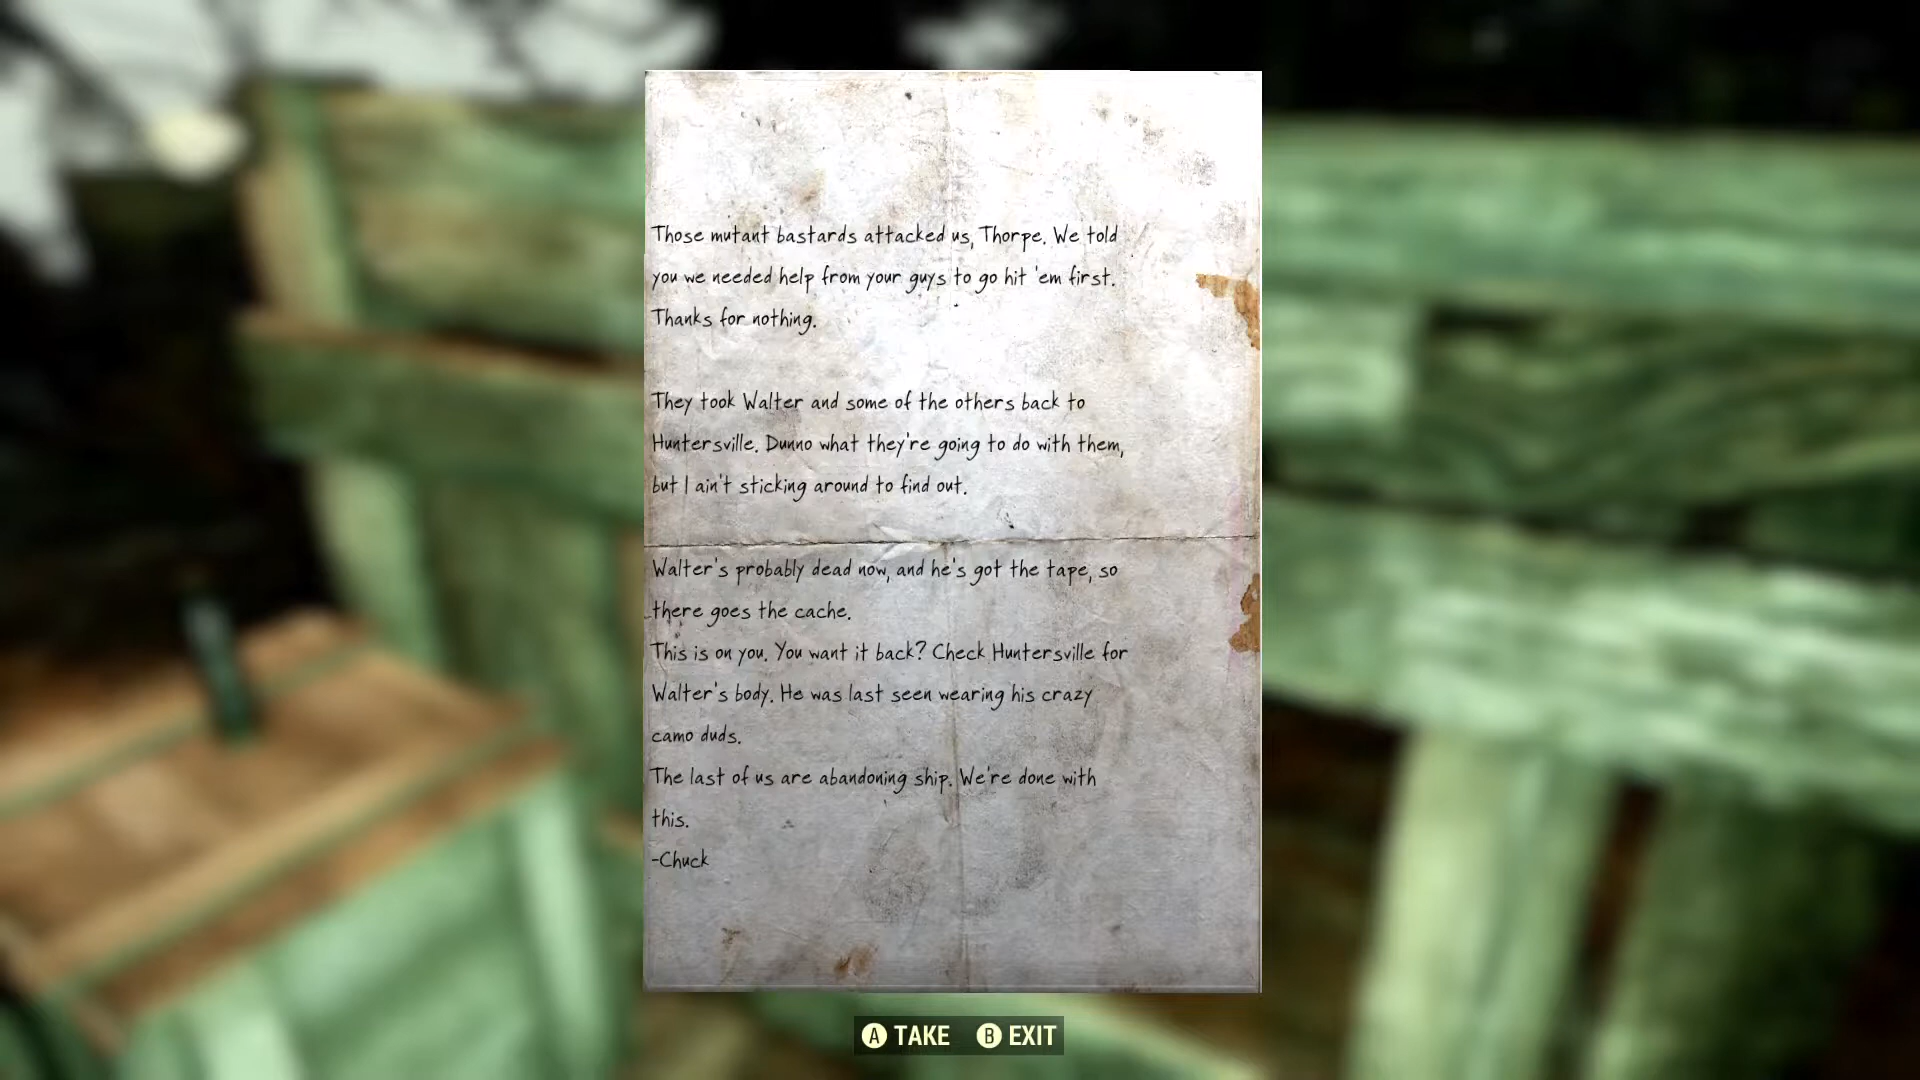 Those mutant bastards attacked us, Thorpe. We told
you we needed help from your guys to go hit 'em first.
Thanks for nothing.
They took Walter and some of the others back to
Huntersville. Dunno what they're going to do with them,
but I ain't sticking around to find out.
Walter's probably dead now, and he's got the tape, so
there goes the cache.
This is on you. You want it back? Check Huntersville for
Walter's body. He was last seen wearing his crazy
camo duds.
The last of us are abandoning ship. We're done with
this.
-Chuck
A TAKE B EXIT